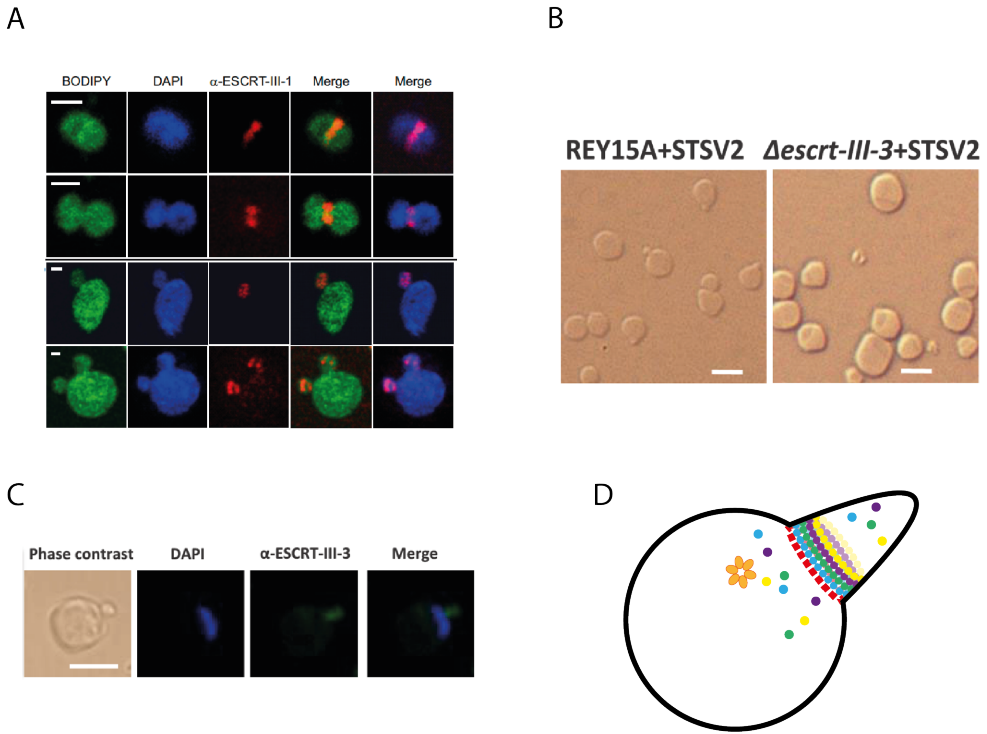 A
BODIPY DAPI α-ESCRT-III-1 Merge Merge
B
REY15A+STSV2 Δescrt-III-3+STSV2
C
Phase contrast DAPI α-ESCRT-III-3 Merge
D